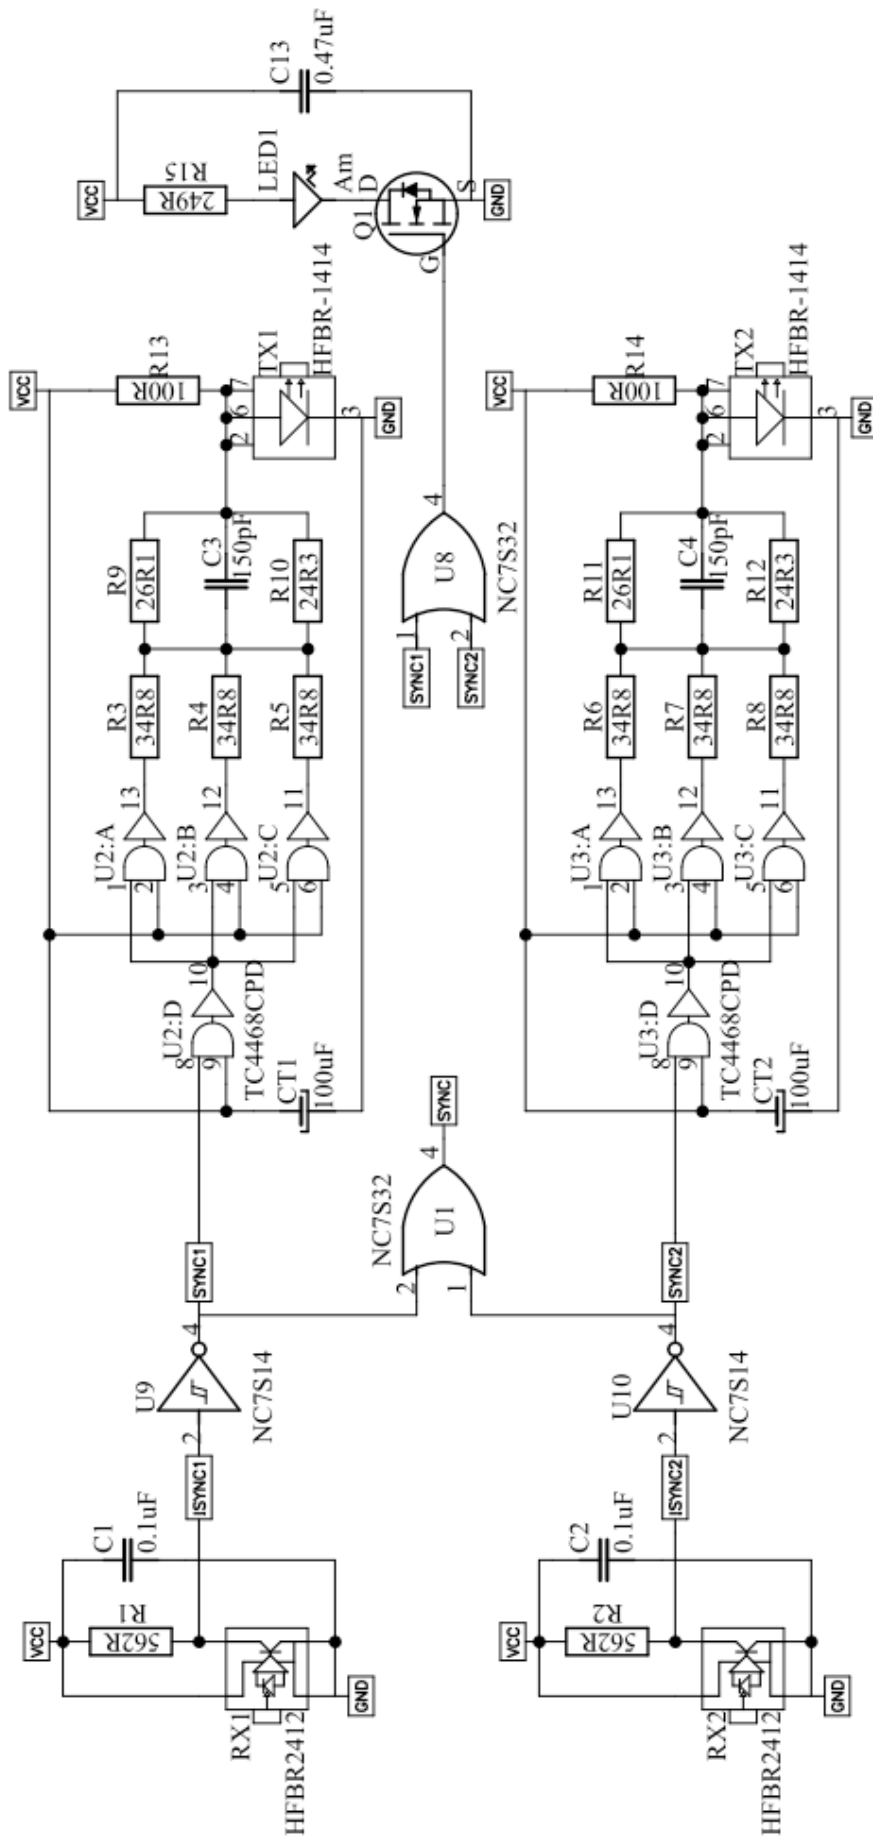 VCC
R1
562R
C1
0.1uF
RX1
HFBR2412
GND
ISYNC1
2
U9
4
NC7S14
SYNC1
8
9
U2:D
10
TC4468CPD
CT1
100uF
1
2
U2:A
13
3
4
U2:B
12
5
6
U2:C
11
R3
34R8
R4
34R8
R5
34R8
R9
26R1
C3
150pF
R10
24R3
VCC
R13
100R
2
6
7
TX1
HFBR-1414
3
GND
NC7S32
2
1
U1
4
SYNC
SYNC1
1
SYNC2
2
U8
4
NC7S32
VCC
R15
249R
LED1
Am
C13
0.47uF
Q1
D
G
S
GND
VCC
R2
562R
C2
0.1uF
RX2
HFBR2412
GND
ISYNC2
2
U10
4
NC7S14
SYNC2
8
9
U3:D
10
TC4468CPD
CT2
100uF
1
2
U3:A
13
3
4
U3:B
12
5
6
U3:C
11
R6
34R8
R7
34R8
R8
34R8
R11
26R1
C4
150pF
R12
24R3
VCC
R14
100R
2
6
7
TX2
HFBR-1414
3
GND